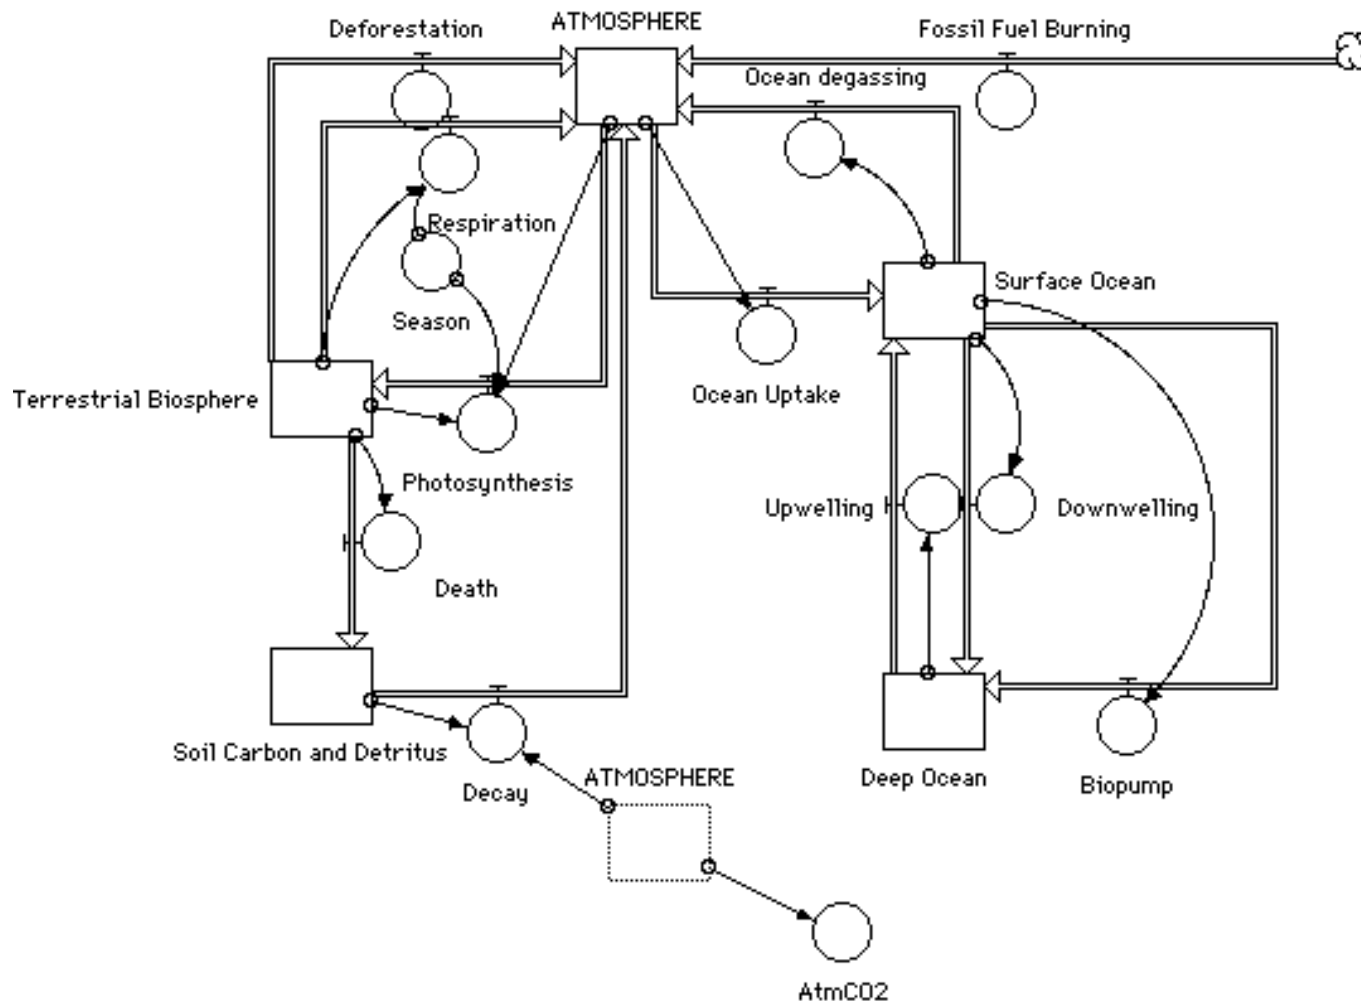 ATMOSPHERE
Deforestation
Fossil Fuel Burning
Ocean degassing
Respiration
Surface Ocean
Season
Terrestrial Biosphere
Ocean Uptake
Photosynthesis
Upwelling
Downwelling
Death
Soil Carbon and Detritus
ATMOSPHERE
Deep Ocean
Biopump
Decay
AtmCO2